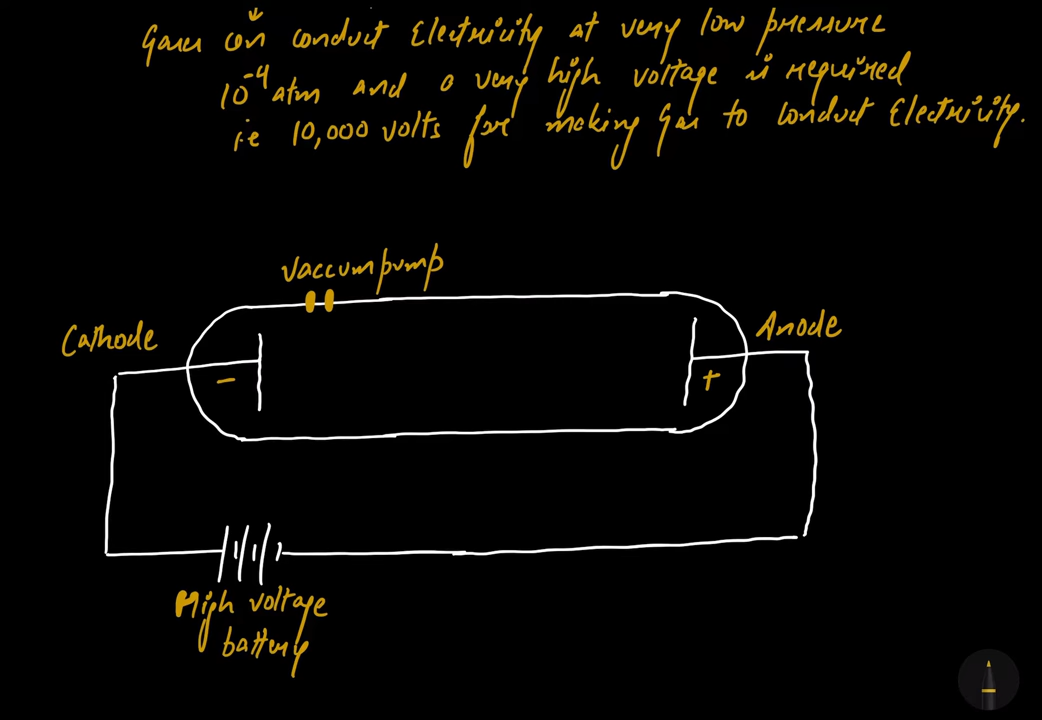 Gases can conduct Electricity at very low pressure
10⁻⁴ atm and a very high voltage is required
i.e 10,000 volts for making Gas to conduct Electricity.
Vaccum pump
Cathode
Anode
-
+
High voltage
battery